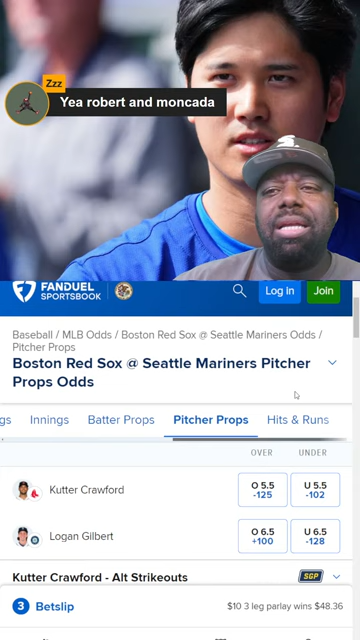 Zzz
Yea robert and moncada
FANDUEL
SPORTSBOOK
Log In
Join
Baseball / MLB Odds / Boston Red Sox @ Seattle Mariners Odds /
Pitcher Props
Boston Red Sox @ Seattle Mariners Pitcher
Props Odds
gs
Innings
Batter Props
Pitcher Props
Hits & Runs
OVER
UNDER
Kutter Crawford
O 5.5
-125
U 5.5
-102
Logan Gilbert
O 6.5
+100
U 6.5
-128
Kutter Crawford - Alt Strikeouts
SGP
3
Betslip
$10 3 leg parlay wins $48.36